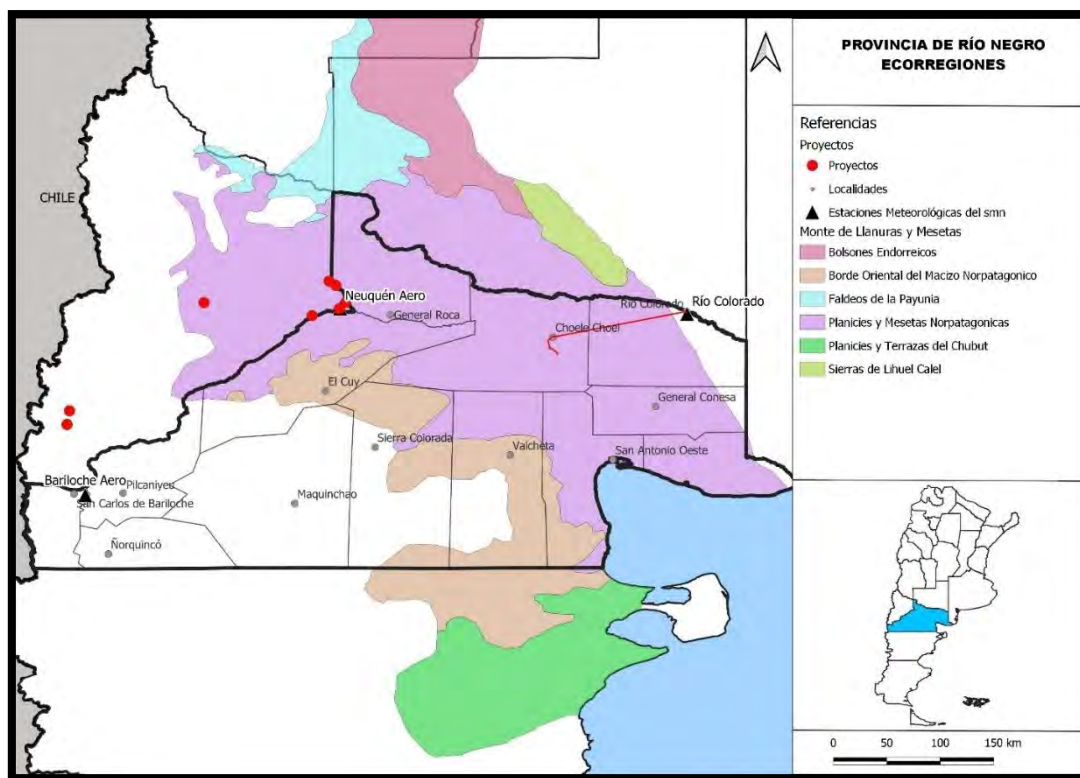 PROVINCIA DE RÍO NEGRO
ECORREGIONES
Referencias
Proyectos
Proyectos
Localidades
Estaciones Meteorológicas del smn
Monte de Llanuras y Mesetas
Bolsones Endorreicos
Borde Oriental del Macizo Norpatagonico
Faldeos de la Payunia
Planicies y Mesetas Norpatagonicas
Planicies y Terrazas del Chubut
Sierras de Lihuel Calel
CHILE
Neuquén Aero
General Roca
Río Colorado
Río Colorado
Choele Choel
El Cuy
General Conesa
Sierra Colorada
Valcheta
San Antonio Oeste
Bariloche Aero
Pilcaniyeu
San Carlos de Bariloche
Maquinchao
Ñorquincó
0 50 100 150 km